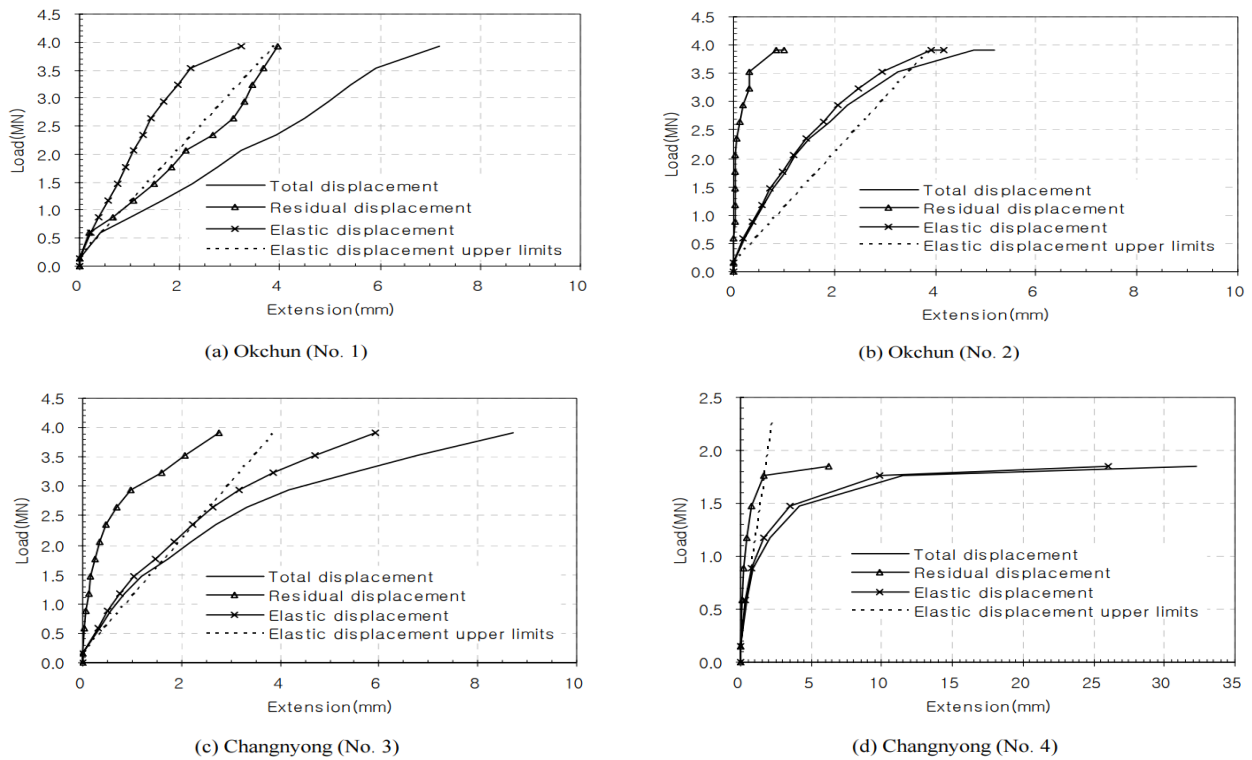 4.5
4.0
3.5
3.0
2.5
2.0
1.5
1.0
0.5
0.0
Load(MN)
Total displacement
Residual displacement
Elastic displacement
Elastic displacement upper limits
0 2 4 6 8 10
Extension(mm)
(a) Okchun (No. 1)
4.5
4.0
3.5
3.0
2.5
2.0
1.5
1.0
0.5
0.0
Load(MN)
Total displacement
Residual displacement
Elastic displacement
Elastic displacement upper limits
0 2 4 6 8 10
Extension(mm)
(b) Okchun (No. 2)
4.5
4.0
3.5
3.0
2.5
2.0
1.5
1.0
0.5
0.0
Load(MN)
Total displacement
Residual displacement
Elastic displacement
Elastic displacement upper limits
0 2 4 6 8 10
Extension(mm)
(c) Changnyong (No. 3)
2.5
2.0
1.5
1.0
0.5
0.0
Load(MN)
Total displacement
Residual displacement
Elastic displacement
Elastic displacement upper limits
0 5 10 15 20 25 30 35
Extension(mm)
(d) Changnyong (No. 4)